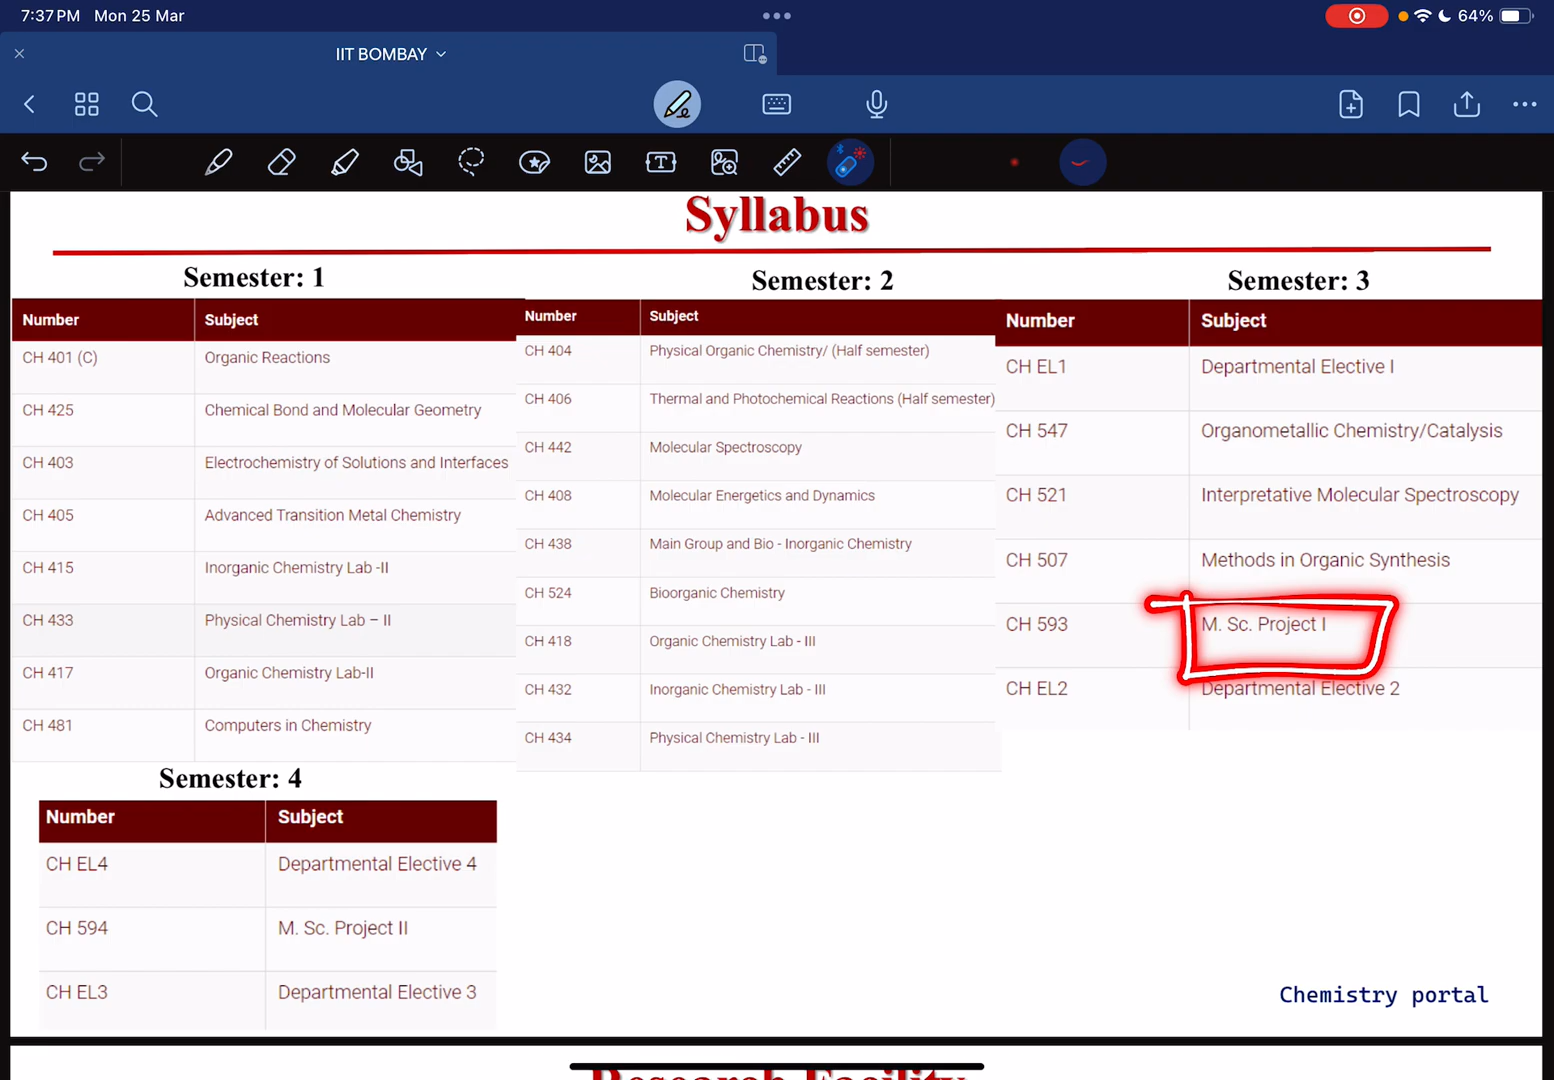 7:37 PM Mon 25 Mar
64%
IIT BOMBAY
Syllabus
Semester: 1
Number Subject
CH 401 (C) Organic Reactions
CH 425 Chemical Bond and Molecular Geometry
CH 403 Electrochemistry of Solutions and Interfaces
CH 405 Advanced Transition Metal Chemistry
CH 415 Inorganic Chemistry Lab -II
CH 433 Physical Chemistry Lab – II
CH 417 Organic Chemistry Lab-II
CH 481 Computers in Chemistry
Semester: 2
Number Subject
CH 404 Physical Organic Chemistry/ (Half semester)
CH 406 Thermal and Photochemical Reactions (Half semester)
CH 442 Molecular Spectroscopy
CH 408 Molecular Energetics and Dynamics
CH 438 Main Group and Bio - Inorganic Chemistry
CH 524 Bioorganic Chemistry
CH 418 Organic Chemistry Lab - III
CH 432 Inorganic Chemistry Lab - III
CH 434 Physical Chemistry Lab - III
Semester: 3
Number Subject
CH EL1 Departmental Elective I
CH 547 Organometallic Chemistry/Catalysis
CH 521 Interpretative Molecular Spectroscopy
CH 507 Methods in Organic Synthesis
CH 593 M. Sc. Project I
CH EL2 Departmental Elective 2
Semester: 4
Number Subject
CH EL4 Departmental Elective 4
CH 594 M. Sc. Project II
CH EL3 Departmental Elective 3
Chemistry portal
Research Facility